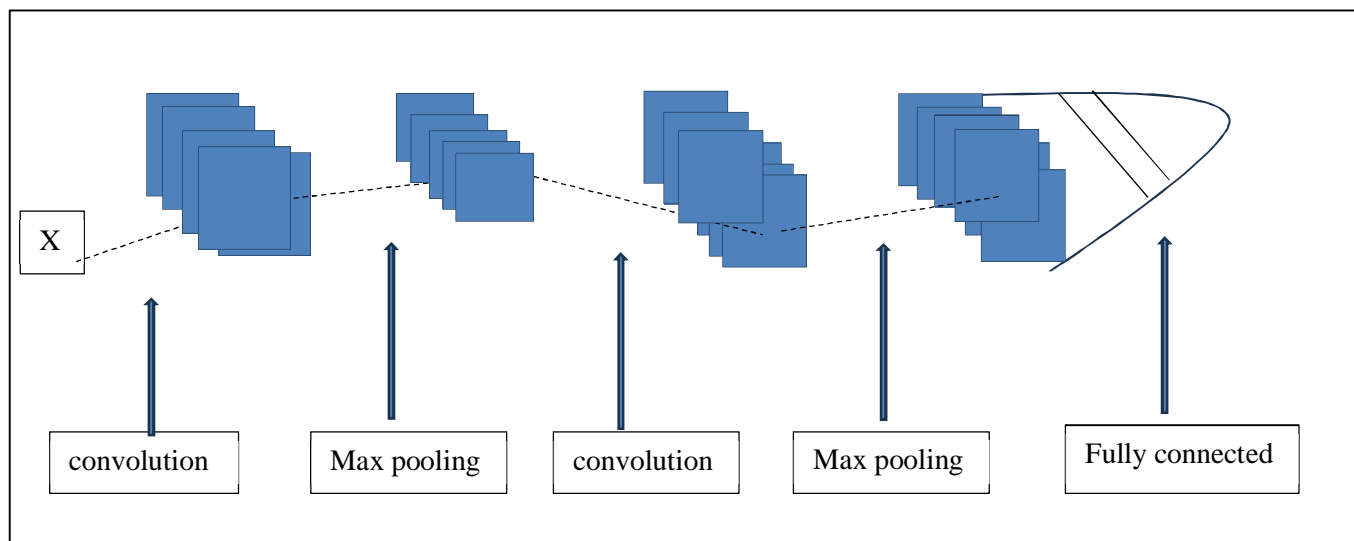 X
convolution
Max pooling
convolution
Max pooling
Fully connected